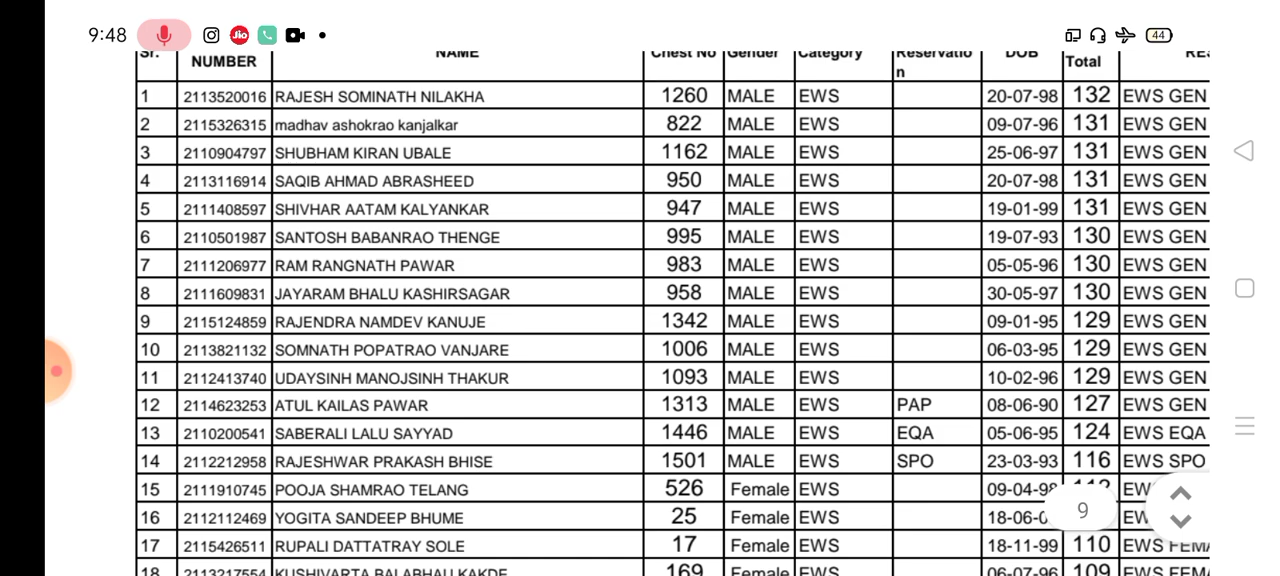 9:48 Jio 44
Sr. NUMBER NAME Chest No Gender Category Reservatio n DOB Total
1 2113520016 RAJESH SOMINATH NILAKHA 1260 MALE EWS 20-07-98 132 EWS GEN
2 2115326315 madhav ashokrao kanjalkar 822 MALE EWS 09-07-96 131 EWS GEN
3 2110904797 SHUBHAM KIRAN UBALE 1162 MALE EWS 25-06-97 131 EWS GEN
4 2113116914 SAQIB AHMAD ABRASHEED 950 MALE EWS 20-07-98 131 EWS GEN
5 2111408597 SHIVHAR AATAM KALYANKAR 947 MALE EWS 19-01-99 131 EWS GEN
6 2110501987 SANTOSH BABANRAO THENGE 995 MALE EWS 19-07-93 130 EWS GEN
7 2111206977 RAM RANGNATH PAWAR 983 MALE EWS 05-05-96 130 EWS GEN
8 2111609831 JAYARAM BHALU KASHIRSAGAR 958 MALE EWS 30-05-97 130 EWS GEN
9 2115124859 RAJENDRA NAMDEV KANUJE 1342 MALE EWS 09-01-95 129 EWS GEN
10 2113821132 SOMNATH POPATRAO VANJARE 1006 MALE EWS 06-03-95 129 EWS GEN
11 2112413740 UDAYSINH MANOJSINH THAKUR 1093 MALE EWS 10-02-96 129 EWS GEN
12 2114623253 ATUL KAILAS PAWAR 1313 MALE EWS PAP 08-06-90 127 EWS GEN
13 2110200541 SABERALI LALU SAYYAD 1446 MALE EWS EQA 05-06-95 124 EWS EQA
14 2112212958 RAJESHWAR PRAKASH BHISE 1501 MALE EWS SPO 23-03-93 116 EWS SPO
15 2111910745 POOJA SHAMRAO TELANG 526 Female EWS
16 2112112469 YOGITA SANDEEP BHUME 25 Female EWS 9
17 2115426511 RUPALI DATTATRAY SOLE 17 Female EWS 18-11-99 110 EWS
18 2113217554 KUSHIVARTA BALABHAU KAKDE 169 Female EWS 06-07-96 109 EWS